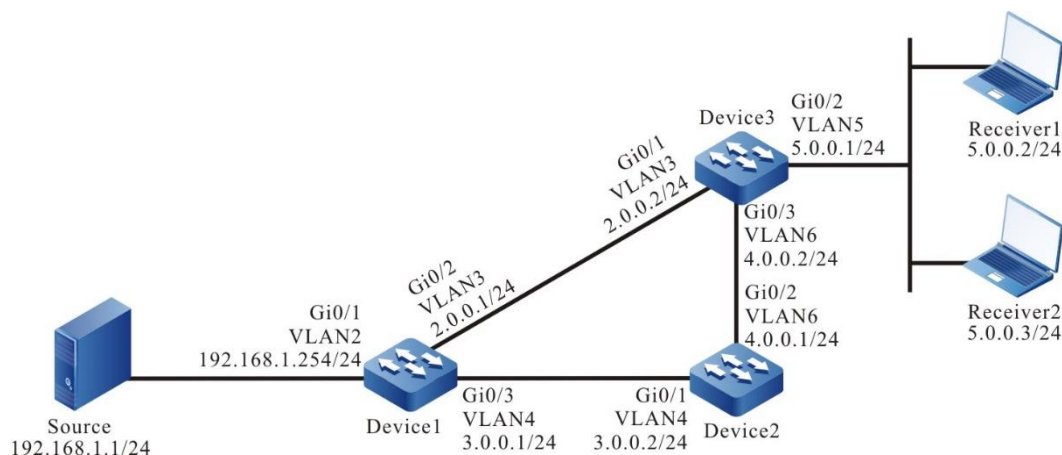 Device3
Gi0/2
VLAN5
5.0.0.1/24
Receiver1
5.0.0.2/24
Gi0/1
VLAN3
2.0.0.2/24
Gi0/3
VLAN6
4.0.0.2/24
Gi0/2
VLAN3
2.0.0.1/24
Gi0/2
VLAN6
4.0.0.1/24
Receiver2
5.0.0.3/24
Gi0/1
VLAN2
192.168.1.254/24
Source
192.168.1.1/24
Device1
Gi0/3
VLAN4
3.0.0.1/24
Gi0/1
VLAN4
3.0.0.2/24
Device2